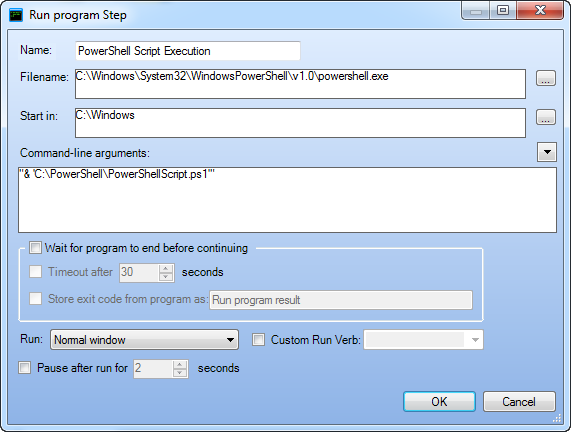 Run program Step
Name: PowerShell Script Execution
Filename: C:\Windows\System32\WindowsPowerShell\v1.0\powershell.exe ...
Start in: C:\Windows ...
Command-line arguments:
"& 'C:\PowerShell\PowerShellScript.ps1'"
Wait for program to end before continuing
Timeout after 30 seconds
Store exit code from program as: Run program result
Run: Normal window Custom Run Verb:
Pause after run for 2 seconds
OK Cancel